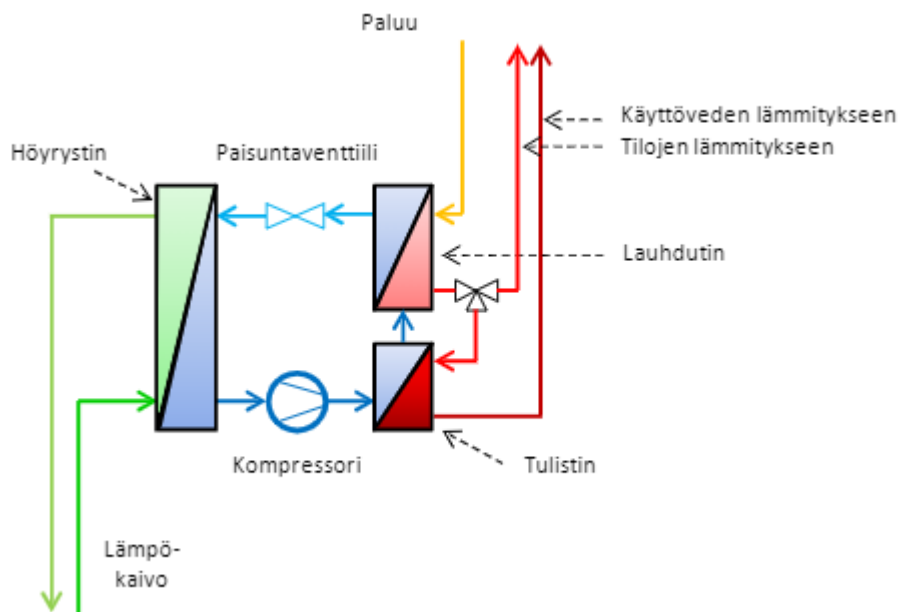 Paluu
Käyttöveden lämmitykseen
Tilojen lämmitykseen
Höyrystin
Paisuntaventtiili
Lauhdutin
Kompressori
Tulistin
Lämpö-
kaivo